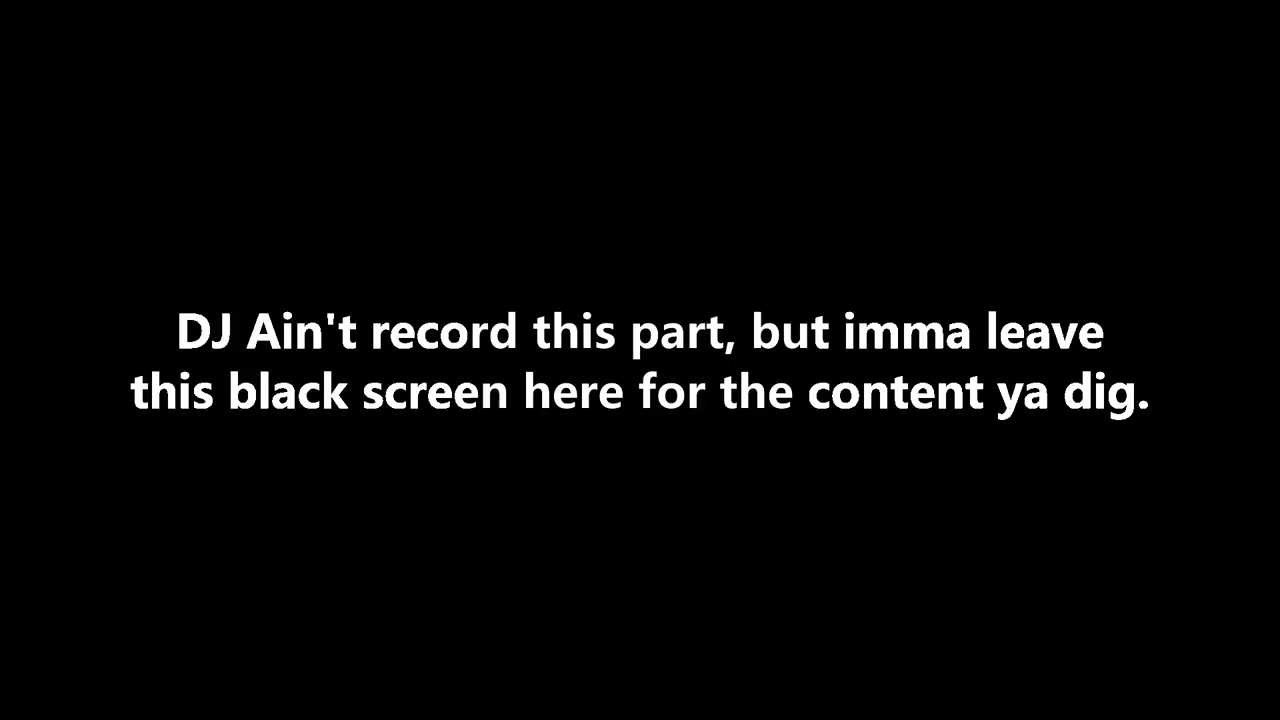 DJ Ain't record this part, but imma leave
this black screen here for the content ya dig.